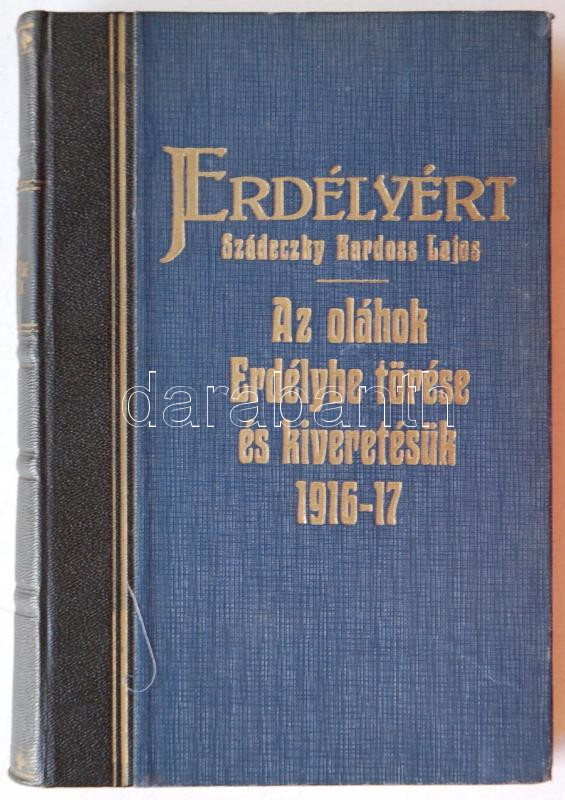 ERDÉLYÉRT
Szádeczky Kardoss Lajos
Az oláhok
Erdélybe törése
darabanth
és kiveretésük
1916-17